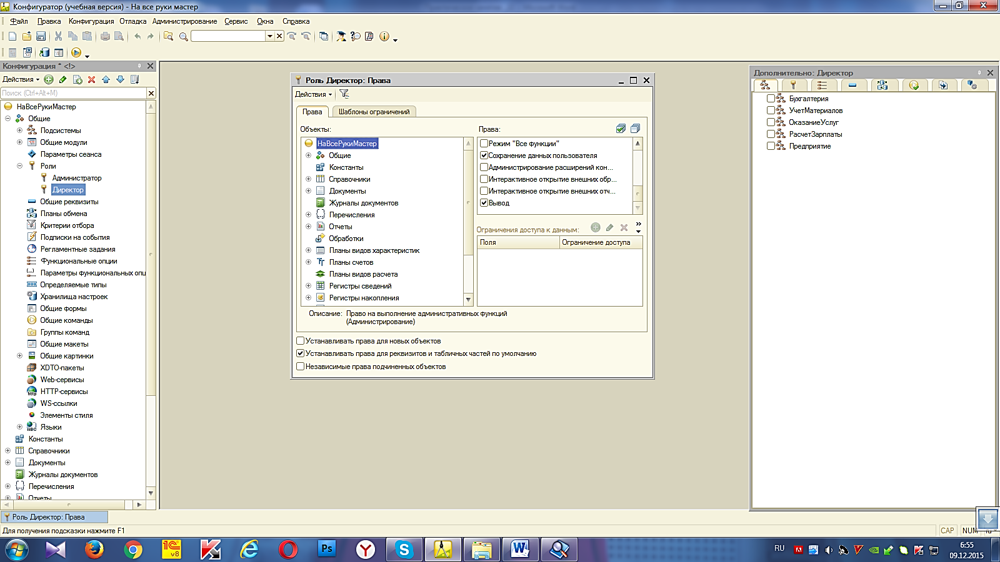 Конфигуратор (учебная версия) - На все руки мастер
Файл Правка Конфигурация Отладка Администрирование Сервис Окна Справка
Конфигурация * <!>
Действия
Поиск (Ctrl+Alt+M)
НаВсеРукиМастер
Общие
Подсистемы
Общие модули
Параметры сеанса
Роли
Администратор
Директор
Общие реквизиты
Планы обмена
Критерии отбора
Подписки на события
Регламентные задания
Функциональные опции
Параметры функциональных опц
Определяемые типы
Хранилища настроек
Общие формы
Общие команды
Группы команд
Общие макеты
Общие картинки
XDTO-пакеты
Web-сервисы
HTTP-сервисы
WS-ссылки
Элементы стиля
Языки
Константы
Справочники
Документы
Журналы документов
Перечисления
Отчеты
Роль Директор: Права
Действия
Права Шаблоны ограничений
Объекты:
НаВсеРукиМастер
Общие
Константы
Справочники
Документы
Журналы документов
Перечисления
Отчеты
Обработки
Планы видов характеристик
Планы счетов
Планы видов расчета
Регистры сведений
Регистры накопления
Права:
Режим "Все функции"
Сохранение данных пользователя
Администрирование расширений кон...
Интерактивное открытие внешних обр...
Интерактивное открытие внешних отч...
Вывод
Ограничения доступа к данным:
Поля Ограничение доступа
Описание: Право на выполнение административных функций
(Администрирование)
Устанавливать права для новых объектов
Устанавливать права для реквизитов и табличных частей по умолчанию
Независимые права подчиненных объектов
Дополнительно: Директор
Бухгалтерия
УчетМатериалов
ОказаниеУслуг
РасчетЗарплаты
Предприятие
Роль Директор: Права
Для получения подсказки нажмите F1
CAP NUM
RU
6:55
09.12.2015